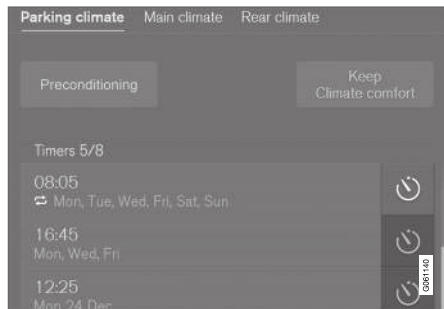 Parking climate Main climate Rear climate
Preconditioning
Keep
Climate comfort
Timers 5/8
08:05
Mon, Tue, Wed, Fri, Sat, Sun
16:45
Mon, Wed, Fri
12:25
Mon 24 Dec
G061140